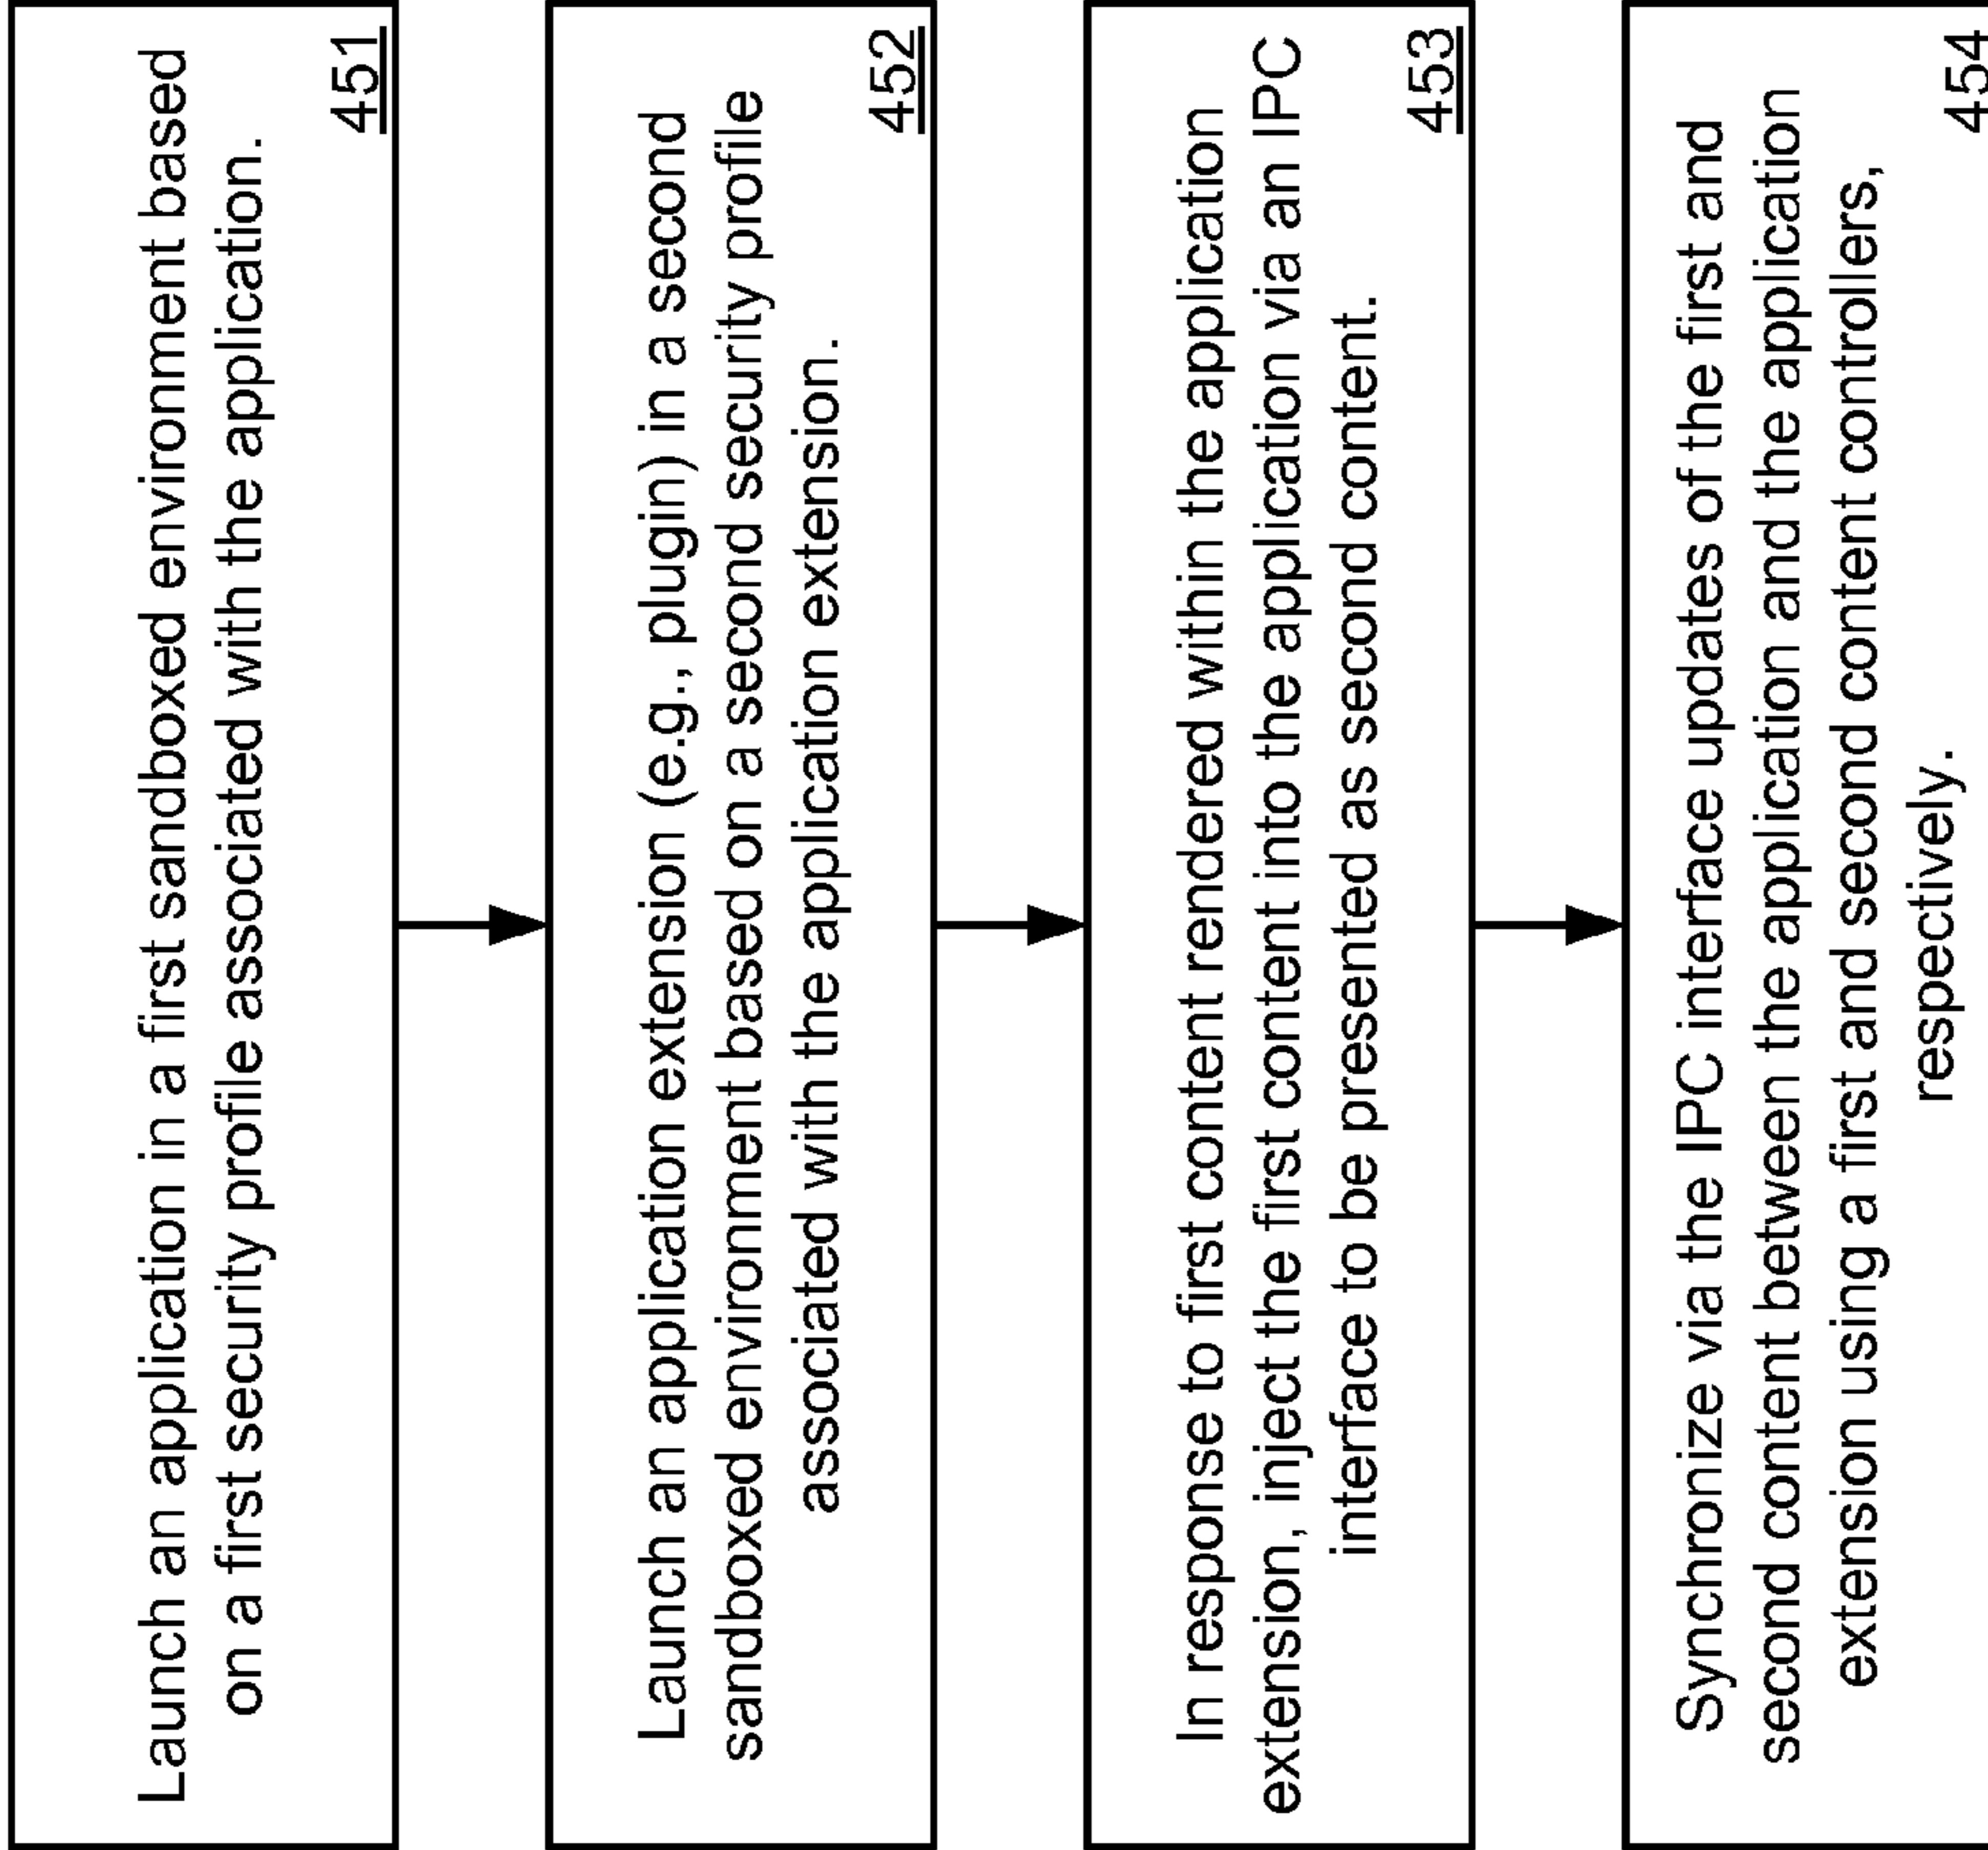 Launch an application in a first sandboxed environment based
on a first security profile associated with the application.
451
Launch an application extension (e.g., plugin) in a second
sandboxed environment based on a second security profile
associated with the application extension.
452
In response to first content rendered within the application
extension, inject the first content into the application via an IPC
interface to be presented as second content.
453
Synchronize via the IPC interface updates of the first and
second content between the application and the application
extension using a first and second content controllers,
respectively.
454